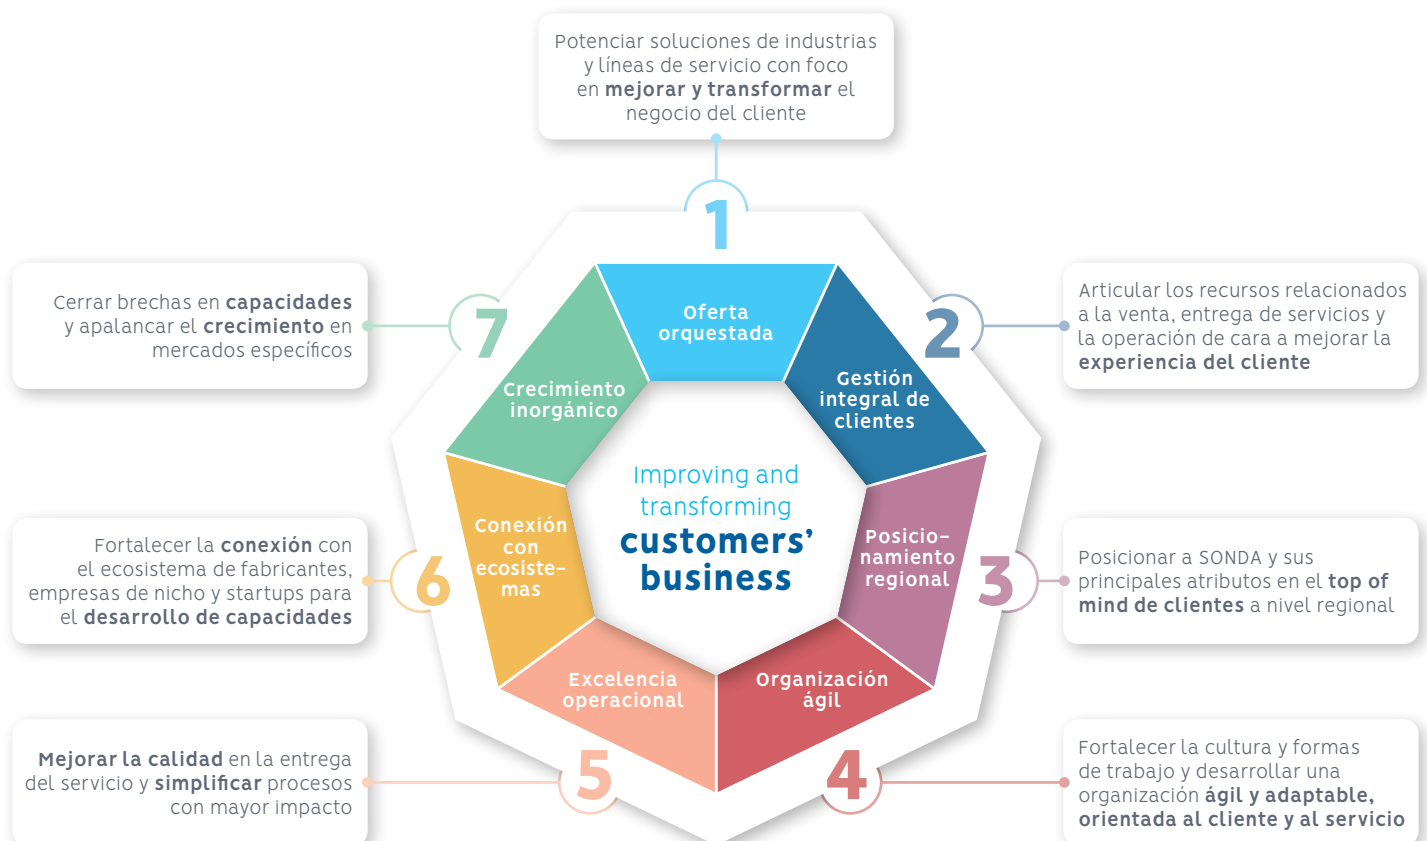 Potenciar soluciones de industrias
y líneas de servicio con foco
en mejorar y transformar el
negocio del cliente
1
Oferta
orquestada
2
Gestión
integral de
clientes
Articular los recursos relacionados
a la venta, entrega de servicios y
la operación de cara a mejorar la
experiencia del cliente
3
Posicio-
namiento
regional
Posicionar a SONDA y sus
principales atributos en el top of
mind de clientes a nivel regional
4
Organización
ágil
Fortalecer la cultura y formas
de trabajo y desarrollar una
organización ágil y adaptable,
orientada al cliente y al servicio
5
Excelencia
operacional
Mejorar la calidad en la entrega
del servicio y simplificar procesos
con mayor impacto
6
Conexión
con
ecosiste-
mas
Fortalecer la conexión con
el ecosistema de fabricantes,
empresas de nicho y startups para
el desarrollo de capacidades
7
Crecimiento
inorgánico
Cerrar brechas en capacidades
y apalancar el crecimiento en
mercados específicos
Improving and
transforming
customers’
business